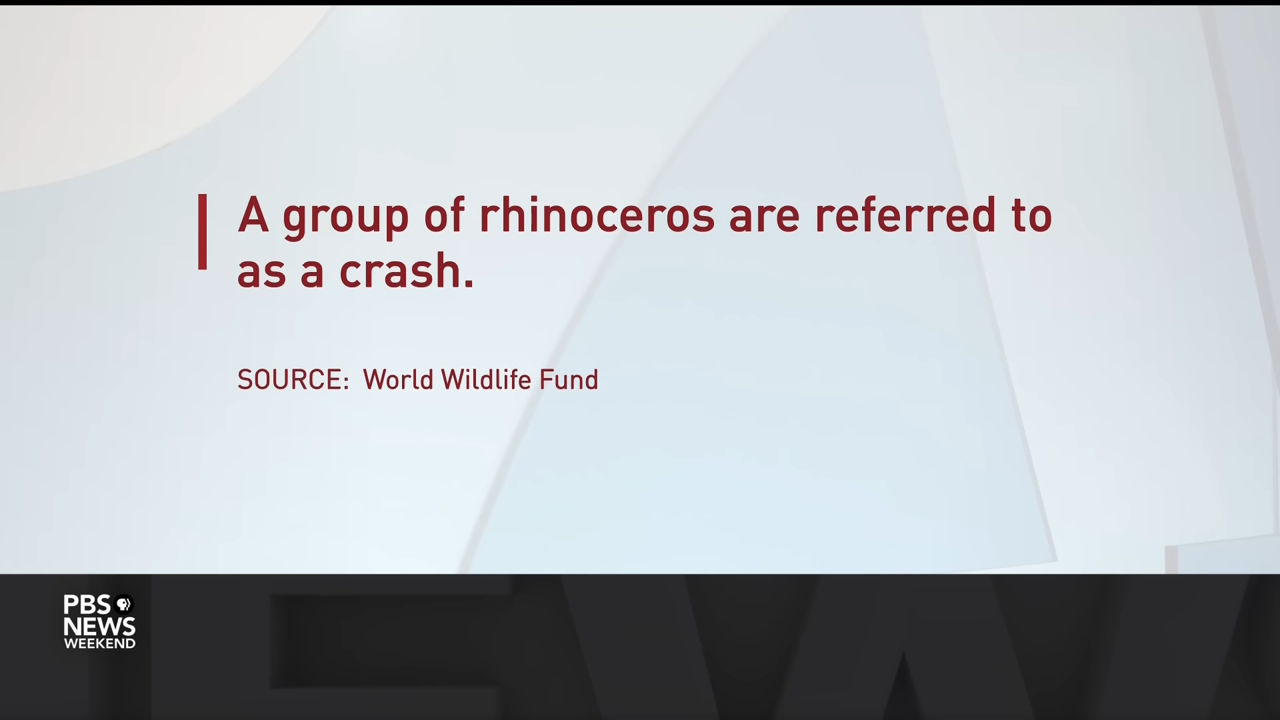 A group of rhinoceros are referred to
as a crash.
SOURCE: World Wildlife Fund
PBS
NEWS
WEEKEND